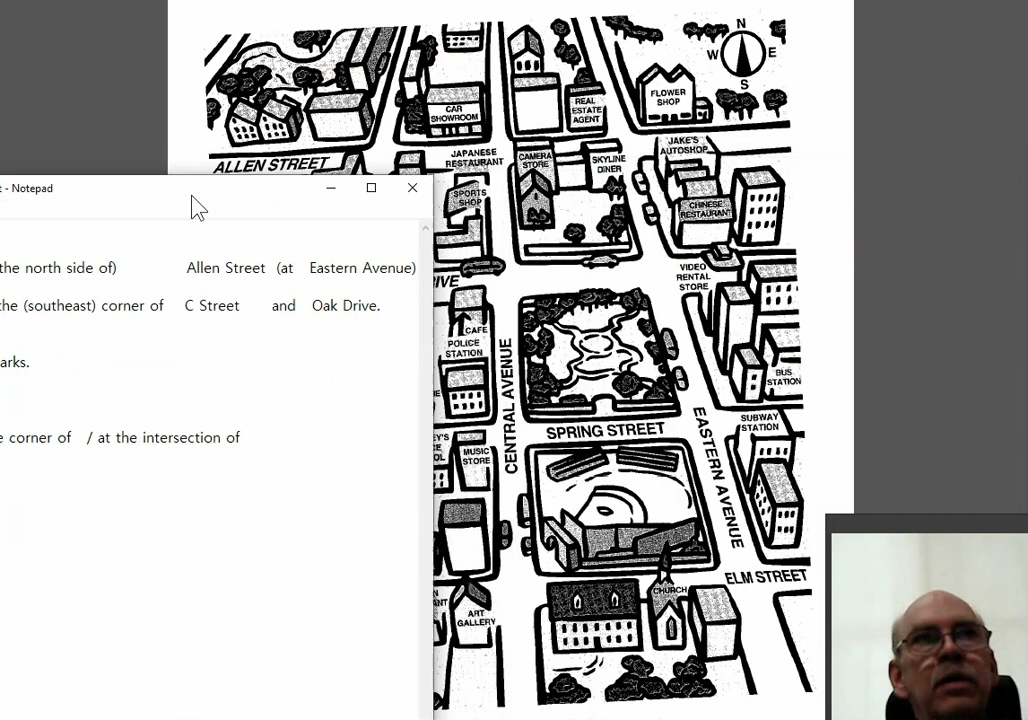 N
W
E
S
FLOWER
SHOP
CAR
SHOWROOM
REAL
ESTATE
AGENT
ALLEN STREET
JAPANESE
RESTAURANT
CAMERA
STORE
SKYLINE
DINER
JAKE'S
AUTOSHOP
SPORTS
SHOP
CHINESE
RESTAURANT
VIDEO
RENTAL
STORE
CAFE
POLICE
STATION
CENTRAL AVENUE
BUS
STATION
SUBWAY
STATION
SPRING STREET
EASTERN AVENUE
MUSIC
STORE
ELM STREET
CHURCH
ART
GALLERY
- Notepad
the north side of) Allen Street (at Eastern Avenue)
the (southeast) corner of C Street and Oak Drive.
arks.
corner of / at the intersection of